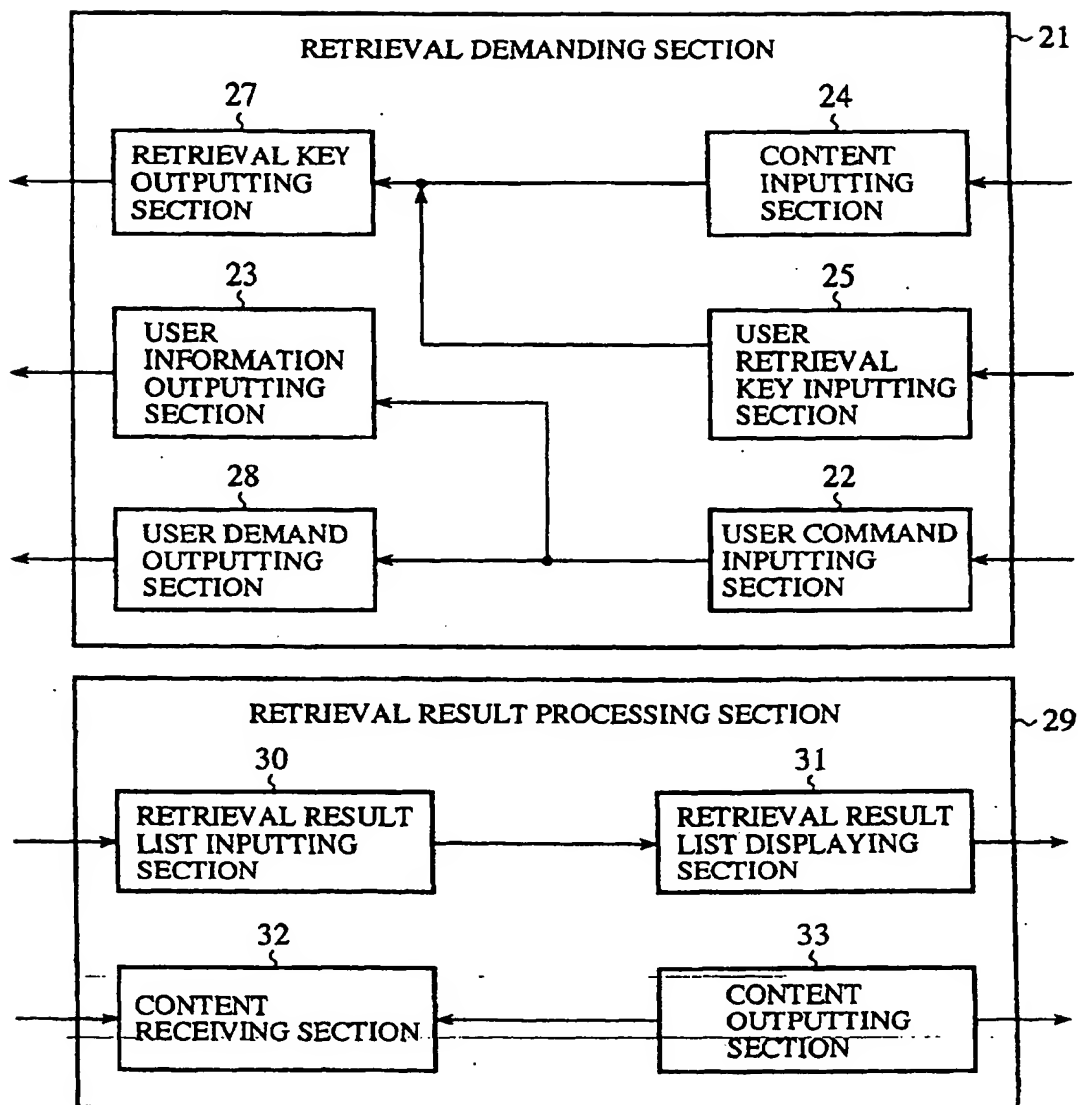 RETRIEVAL DEMANDING SECTION
21
27
24
RETRIEVAL KEY
OUTPUTTING
SECTION
CONTENT
INPUTTING
SECTION
23
25
USER
INFORMATION
OUTPUTTING
SECTION
USER
RETRIEVAL
KEY INPUTTING
SECTION
28
22
USER DEMAND
OUTPUTTING
SECTION
USER COMMAND
INPUTTING
SECTION
RETRIEVAL RESULT PROCESSING SECTION
29
30
31
RETRIEVAL RESULT
LIST INPUTTING
SECTION
RETRIEVAL RESULT
LIST DISPLAYING
SECTION
32
33
CONTENT
RECEIVING SECTION
CONTENT
OUTPUTTING
SECTION